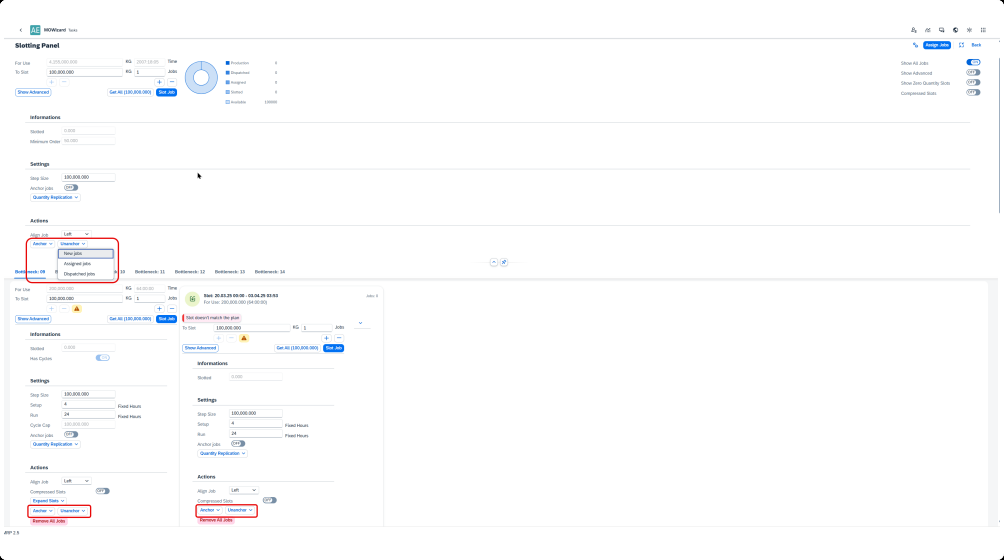 AE WOWizard Tasks
Slotting Panel
Assign Jobs Back
For Use 4,200,000.000 KG Time
To Slot 100,000.000 KG 1 Jobs
Show Advanced Get All (100,000.000) Slot Job
Production 0
Dispatched 0
Assigned 0
Slotted 0
Available 100000
Show All Jobs
Show Advanced OFF
Show Zero-Quantity Slots OFF
Compressed Slots OFF
Informations
Slotted 0.000
Minimum Order
Settings
Step Size 100,000.000
Anchor jobs OFF
Quantity Replication
Actions
Align Job Left
Anchor Unanchor
New jobs
Assigned jobs
Dispatched jobs
Bottleneck: 09 B 10 Bottleneck: 11 Bottleneck: 12 Bottleneck: 13 Bottleneck: 14
For Use 200,000.000 KG 64:00:00 Time
To Slot 100,000.000 KG 1 Jobs
Show Advanced Get All (100,000.000) Slot Job
Informations
Slotted 0.000
Has Cycles
Settings
Step Size 100,000.000
Setup 4 Fixed Hours
Run 24 Fixed Hours
Cycle Cap 100,000.000
Anchor jobs OFF
Quantity Replication
Actions
Align Job Left
Compressed Slots OFF
Expand Slots
Anchor Unanchor
Remove All Jobs
Slot: 20.03.25 00:00 - 03.04.25 03:53 Jobs: 0
For Use: 200,000.000 (64:00:00)
Slot doesn't match the plan
To Slot 100,000.000 KG 1 Jobs
Show Advanced Get All (100,000.000) Slot Job
Informations
Slotted 0.000
Settings
Step Size 100,000.000
Setup 4 Fixed Hours
Run 24 Fixed Hours
Anchor jobs OFF
Quantity Replication
Actions
Align Job Left
Compressed Slots OFF
Anchor Unanchor
Remove All Jobs